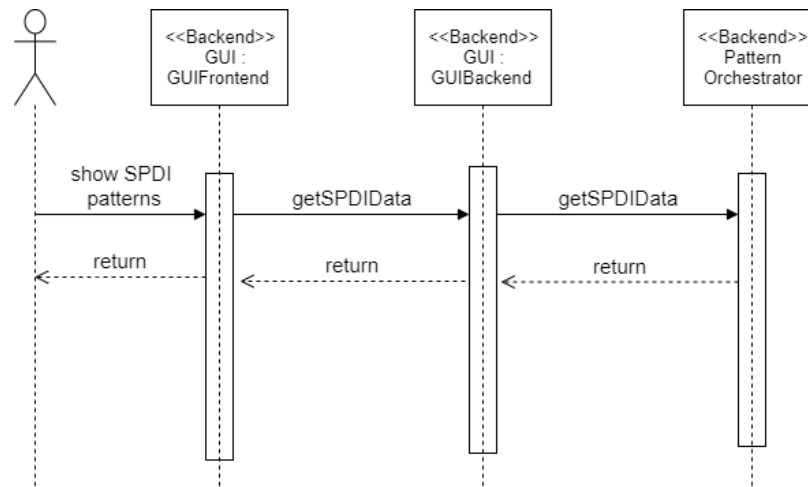 <<Backend>>
GUI :
GUIFrontend
<<Backend>>
GUI :
GUIBackend
<<Backend>>
Pattern
Orchestrator
show SPDI
patterns
getSPDIData
getSPDIData
return
return
return